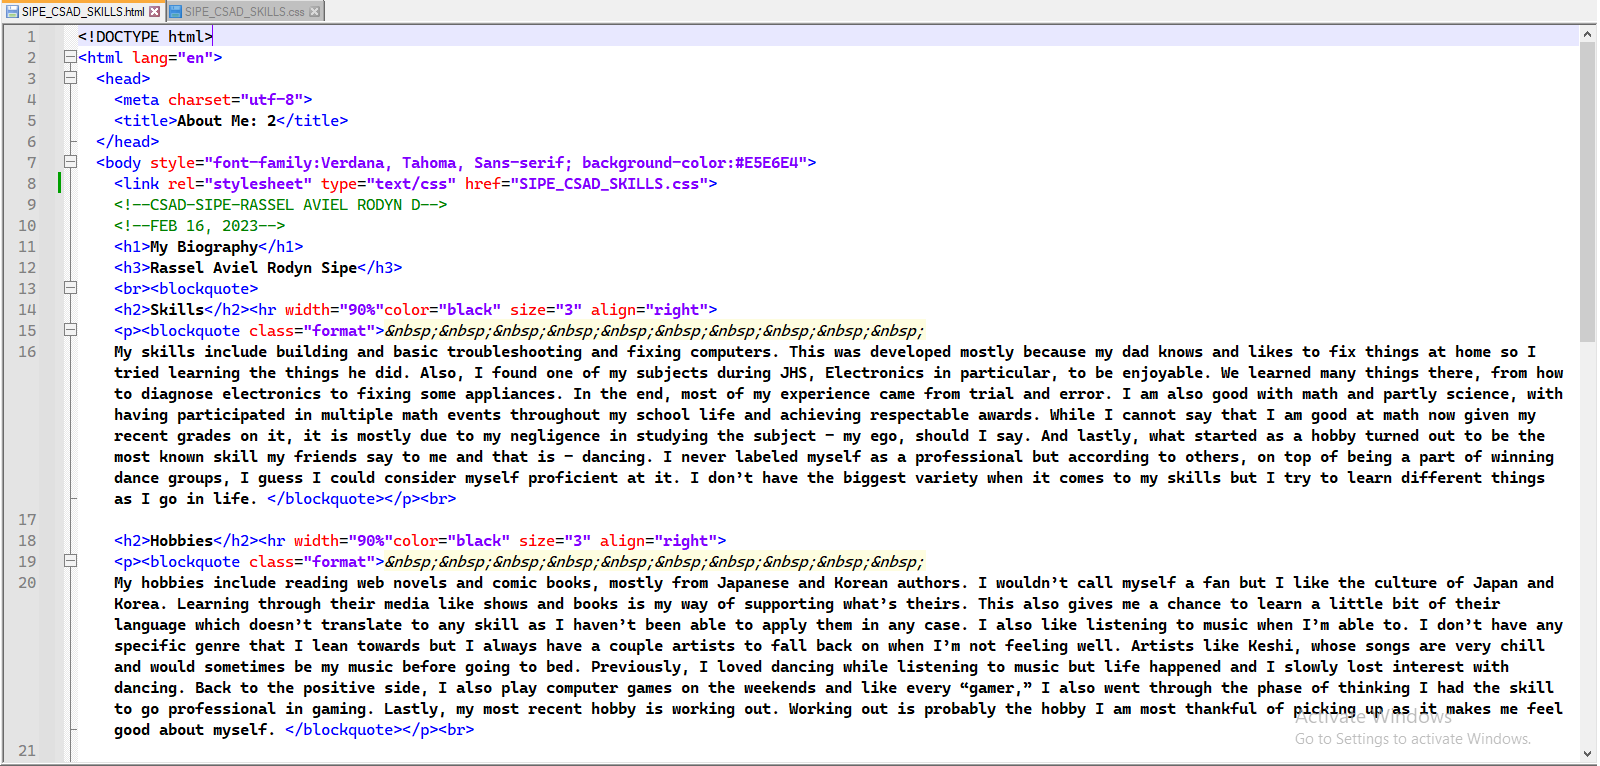 SIPE_CSAD_SKILLS.html SIPE_CSAD_SKILLS.css
1 <!DOCTYPE html>
2 <html lang="en">
3 <head>
4 <meta charset="utf-8">
5 <title>About Me: 2</title>
6 </head>
7 <body style="font-family:Verdana, Tahoma, Sans-serif; background-color:#E5E6E4">
8 <link rel="stylesheet" type="text/css" href="SIPE_CSAD_SKILLS.css">
9 <!--CSAD-SIPE-RASSEL AVIEL RODYN D-->
10 <!--FEB 16, 2023-->
11 <h1>My Biography</h1>
12 <h3>Rassel Aviel Rodyn Sipe</h3>
13 <br><blockquote>
14 <h2>Skills</h2><hr width="90%"color="black" size="3" align="right">
15 <p><blockquote class="format">&nbsp;&nbsp;&nbsp;&nbsp;&nbsp;&nbsp;&nbsp;&nbsp;&nbsp;&nbsp;
16 My skills include building and basic troubleshooting and fixing computers. This was developed mostly because my dad knows and likes to fix things at home so I
tried learning the things he did. Also, I found one of my subjects during JHS, Electronics in particular, to be enjoyable. We learned many things there, from how
to diagnose electronics to fixing some appliances. In the end, most of my experience came from trial and error. I am also good with math and partly science, with
having participated in multiple math events throughout my school life and achieving respectable awards. While I cannot say that I am good at math now given my
recent grades on it, it is mostly due to my negligence in studying the subject – my ego, should I say. And lastly, what started as a hobby turned out to be the
most known skill my friends say to me and that is – dancing. I never labeled myself as a professional but according to others, on top of being a part of winning
dance groups, I guess I could consider myself proficient at it. I don’t have the biggest variety when it comes to my skills but I try to learn different things
as I go in life. </blockquote></p><br>
17
18 <h2>Hobbies</h2><hr width="90%"color="black" size="3" align="right">
19 <p><blockquote class="format">&nbsp;&nbsp;&nbsp;&nbsp;&nbsp;&nbsp;&nbsp;&nbsp;&nbsp;&nbsp;
20 My hobbies include reading web novels and comic books, mostly from Japanese and Korean authors. I wouldn’t call myself a fan but I like the culture of Japan and
Korea. Learning through their media like shows and books is my way of supporting what’s theirs. This also gives me a chance to learn a little bit of their
language which doesn’t translate to any skill as I haven’t been able to apply them in any case. I also like listening to music when I’m able to. I don’t have any
specific genre that I lean towards but I always have a couple artists to fall back on when I’m not feeling well. Artists like Keshi, whose songs are very chill
and would sometimes be my music before going to bed. Previously, I loved dancing while listening to music but life happened and I slowly lost interest with
dancing. Back to the positive side, I also play computer games on the weekends and like every “gamer,” I also went through the phase of thinking I had the skill
to go professional in gaming. Lastly, my most recent hobby is working out. Working out is probably the hobby I am most thankful of picking up as it makes me feel
good about myself. </blockquote></p><br>
21
Activate Windows
Go to Settings to activate Windows.